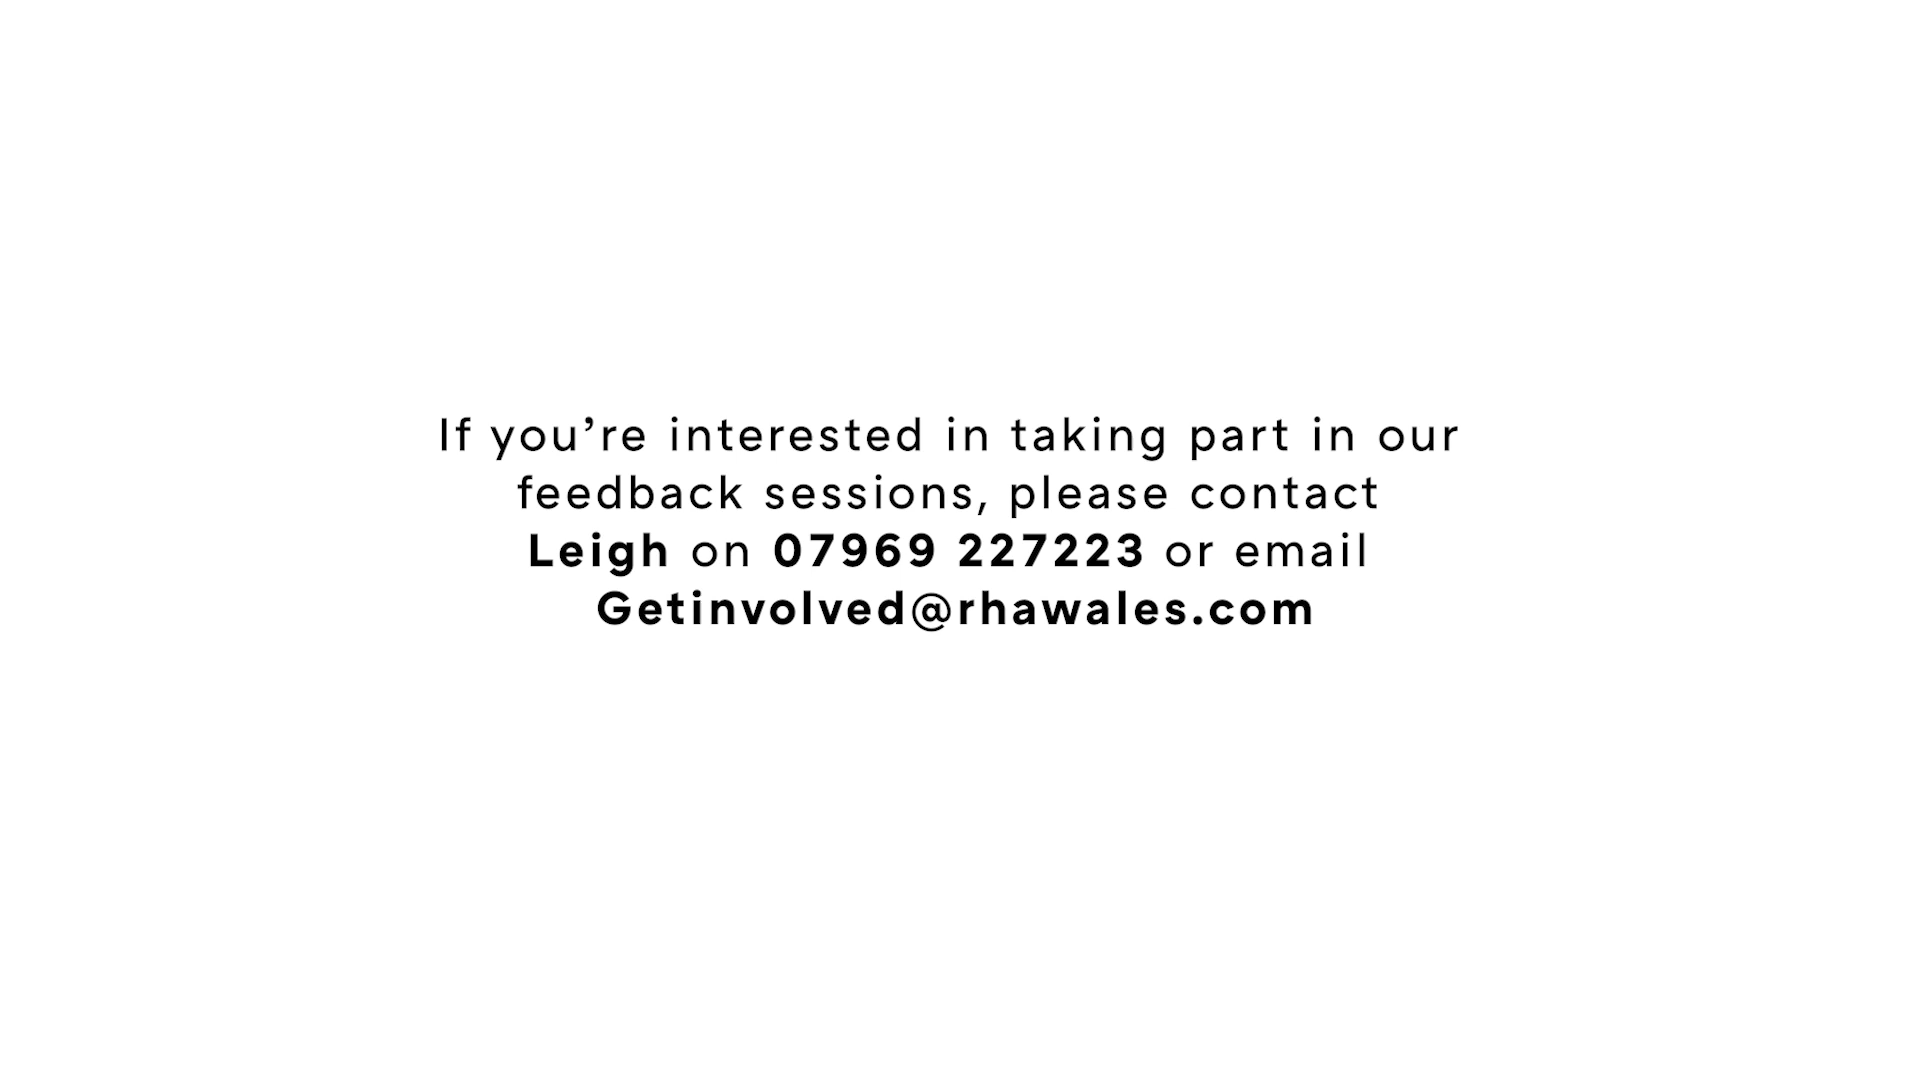 If you’re interested in taking part in our
feedback sessions, please contact
Leigh on 07969 227223 or email
Getinvolved@rhawales.com